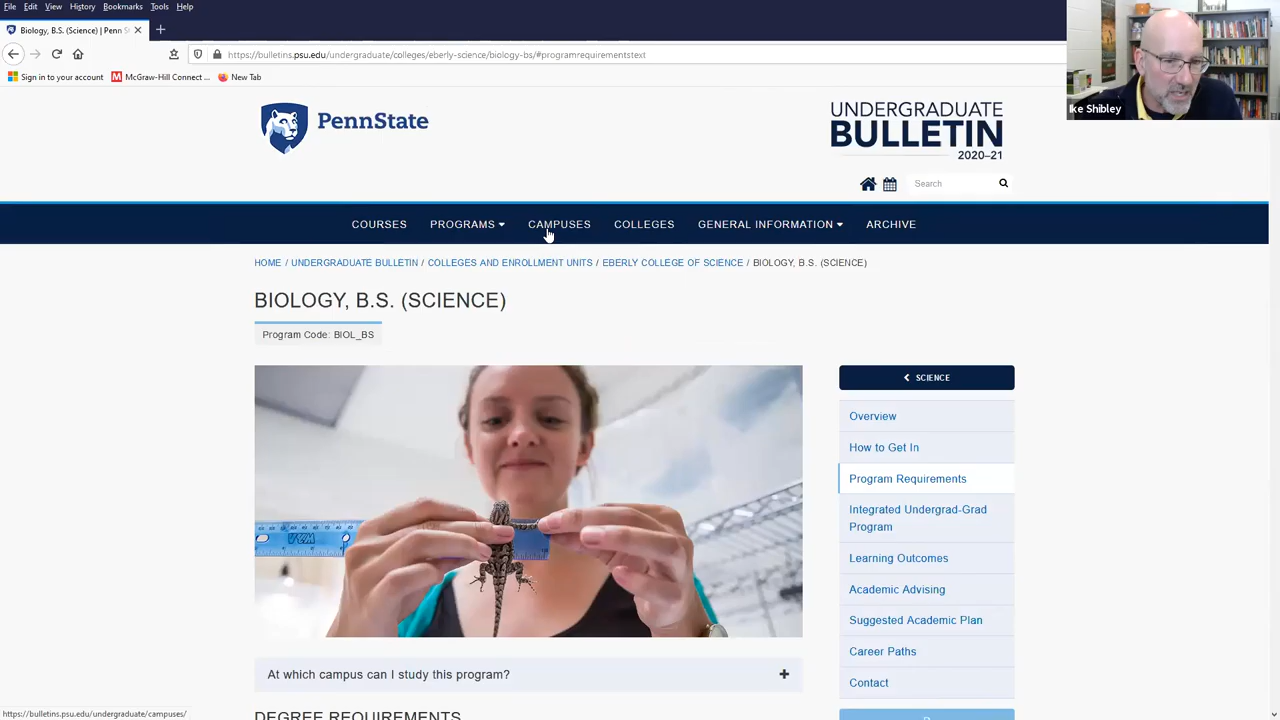 File Edit View History Bookmarks Tools Help
Biology, B.S. (Science) | Penn S
https://bulletins.psu.edu/undergraduate/colleges/eberly-science/biology-bs/#programrequirementstext
Sign in to your account McGraw-Hill Connect ... New Tab
Ike Shibley
PennState
UNDERGRADUATE
BULLETIN
2020–21
Search
COURSES PROGRAMS CAMPUSES COLLEGES GENERAL INFORMATION ARCHIVE
HOME / UNDERGRADUATE BULLETIN / COLLEGES AND ENROLLMENT UNITS / EBERLY COLLEGE OF SCIENCE / BIOLOGY, B.S. (SCIENCE)
BIOLOGY, B.S. (SCIENCE)
Program Code: BIOL_BS
SCIENCE
Overview
How to Get In
Program Requirements
Integrated Undergrad-Grad
Program
Learning Outcomes
Academic Advising
Suggested Academic Plan
Career Paths
Contact
At which campus can I study this program?
DEGREE REQUIREMENTS
https://bulletins.psu.edu/undergraduate/campuses/